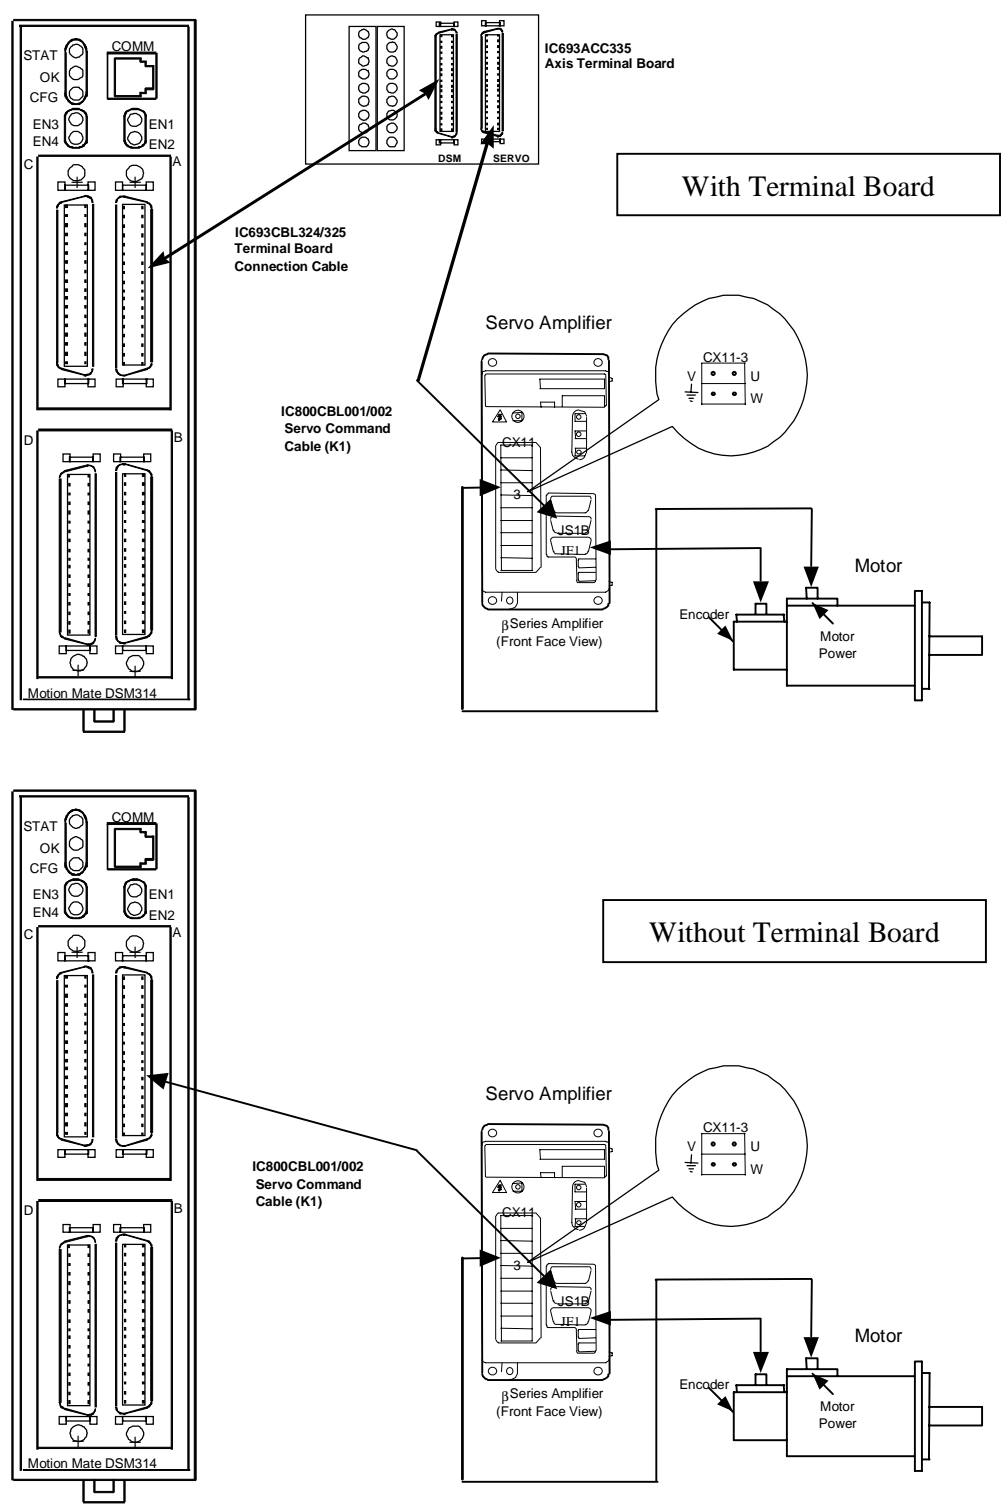 STAT
OK
CFG
COMM
EN3
EN4
EN1
EN2
C
A
D
B
Motion Mate DSM314
IC693ACC335
Axis Terminal Board
DSM
SERVO
With Terminal Board
IC693CBL324/325
Terminal Board
Connection Cable
IC800CBL001/002
Servo Command
Cable (K1)
Servo Amplifier
CX11
3
JS1B
JF1
βSeries Amplifier
(Front Face View)
CX11-3
V
U
W
Motor
Encoder
Motor
Power
STAT
OK
CFG
COMM
EN3
EN4
EN1
EN2
C
A
D
B
Motion Mate DSM314
Without Terminal Board
IC800CBL001/002
Servo Command
Cable (K1)
Servo Amplifier
CX11
3
JS1B
JF1
βSeries Amplifier
(Front Face View)
CX11-3
V
U
W
Motor
Encoder
Motor
Power